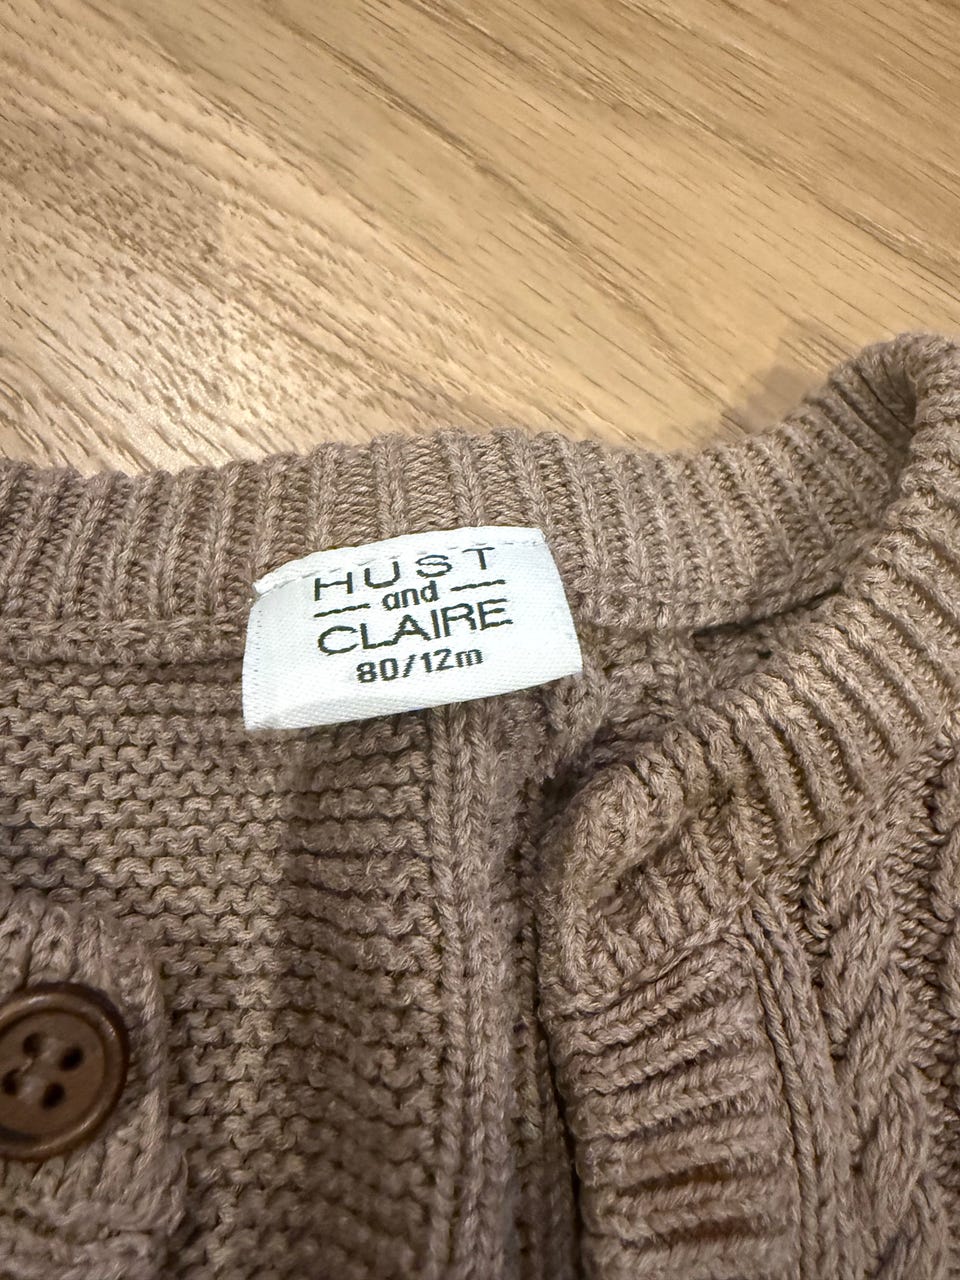 HUST
and
CLAIRE
80/12m